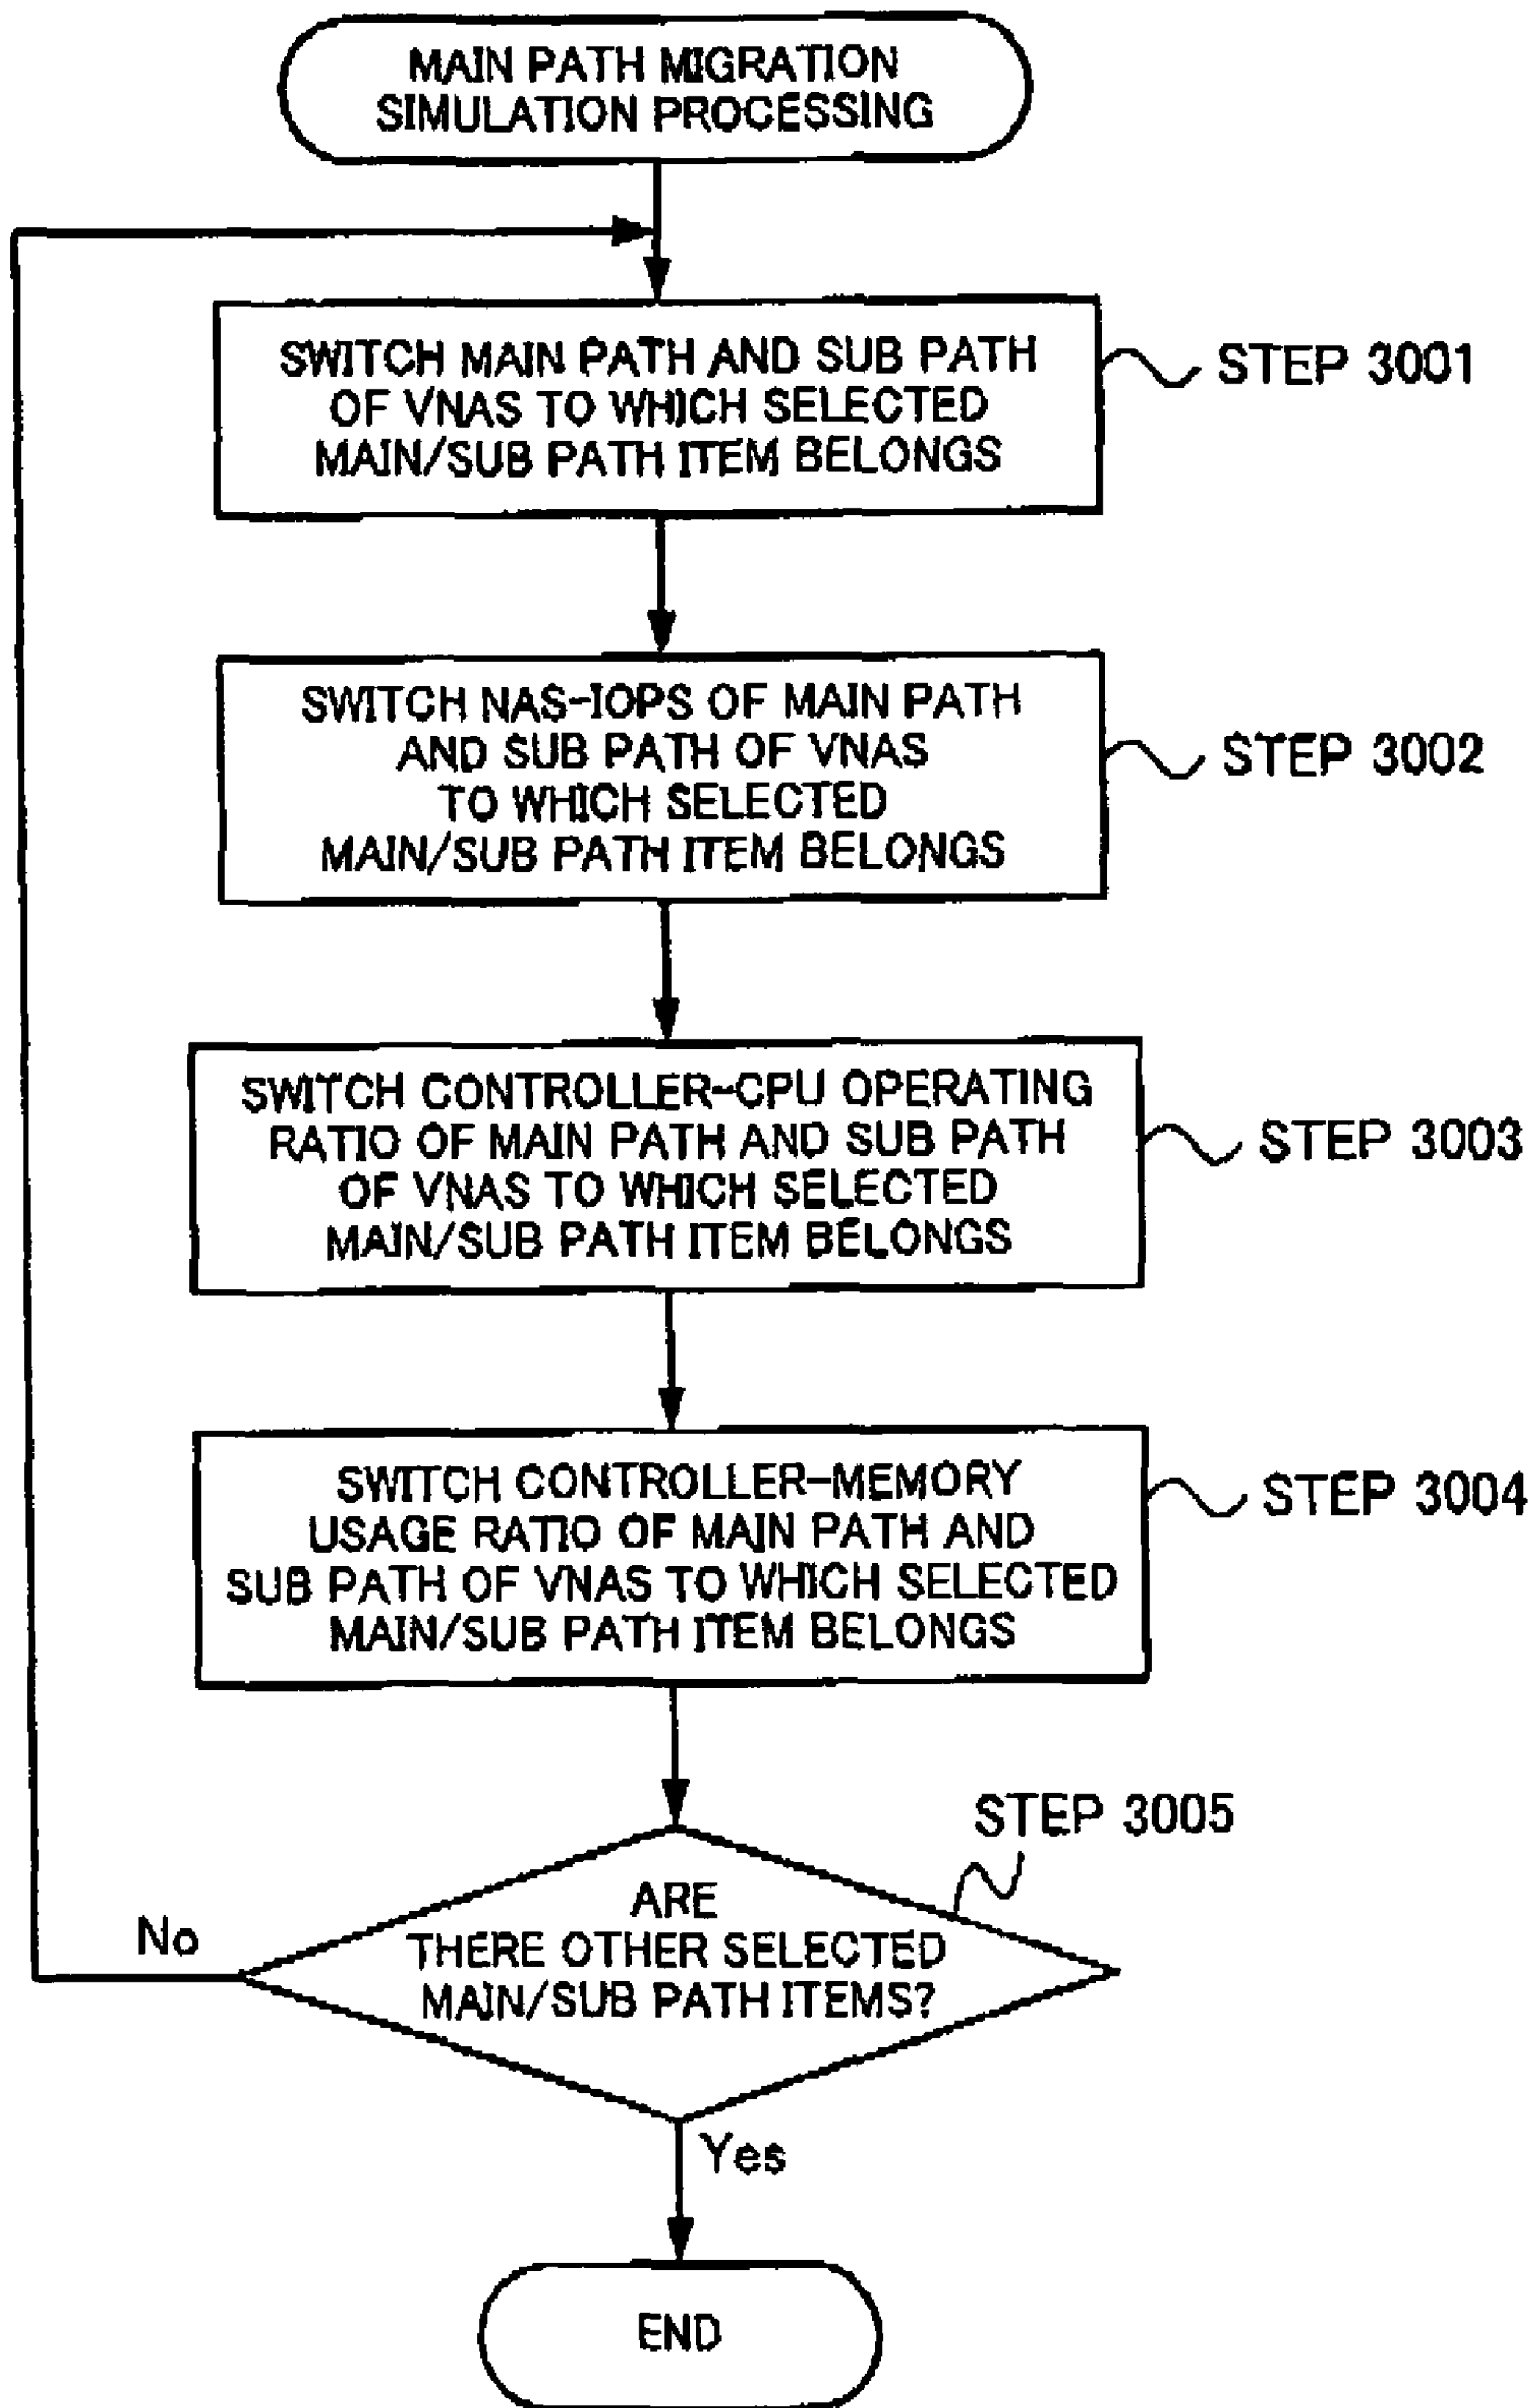 MAIN PATH MIGRATION
SIMULATION PROCESSING
SWITCH MAIN PATH AND SUB PATH
OF VNAS TO WHICH SELECTED
MAIN/SUB PATH ITEM BELONGS
STEP 3001
SWITCH NAS-IOPS OF MAIN PATH
AND SUB PATH OF VNAS
TO WHICH SELECTED
MAIN/SUB PATH ITEM BELONGS
STEP 3002
SWITCH CONTROLLER-CPU OPERATING
RATIO OF MAIN PATH AND SUB PATH
OF VNAS TO WHICH SELECTED
MAIN/SUB PATH ITEM BELONGS
STEP 3003
SWITCH CONTROLLER-MEMORY
USAGE RATIO OF MAIN PATH AND
SUB PATH OF VNAS TO WHICH SELECTED
MAIN/SUB PATH ITEM BELONGS
STEP 3004
STEP 3005
ARE
THERE OTHER SELECTED
MAIN/SUB PATH ITEMS?
No
Yes
END